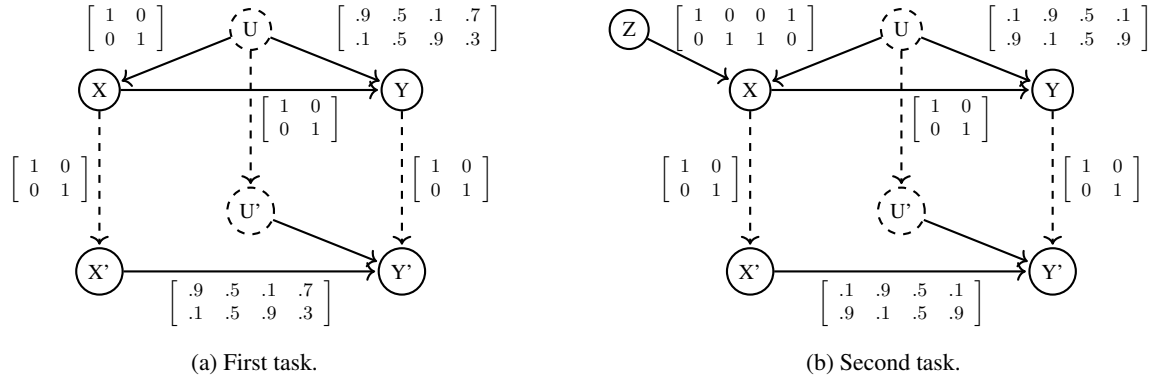 [ 1 0 0 1 ] U [ .9 .5 .1 .7 .1 .5 .9 .3 ]
X Y
[ 1 0 0 1 ]
[ 1 0 0 1 ] [ 1 0 0 1 ]
U'
X' Y'
[ .9 .5 .1 .7
.1 .5 .9 .3 ]
(a) First task.
Z [ 1 0 0 1 0 1 1 0 ] U [ .1 .9 .5 .1 .9 .1 .5 .9 ]
X Y
[ 1 0 0 1 ]
[ 1 0 0 1 ] [ 1 0 0 1 ]
U'
X' Y'
[ .1 .9 .5 .1
.9 .1 .5 .9 ]
(b) Second task.